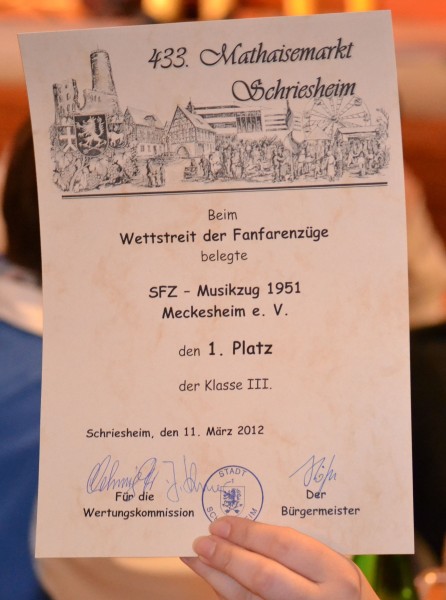 433. Mathaisemarkt
Schriesheim
Beim
Wettstreit der Fanfarenzüge
belegte
SFZ – Musikzug 1951
Meckesheim e. V.
den 1. Platz
der Klasse III.
Schriesheim, den 11. März 2012
STADT
Für die
Wertungskommission
Der
Bürgermeister